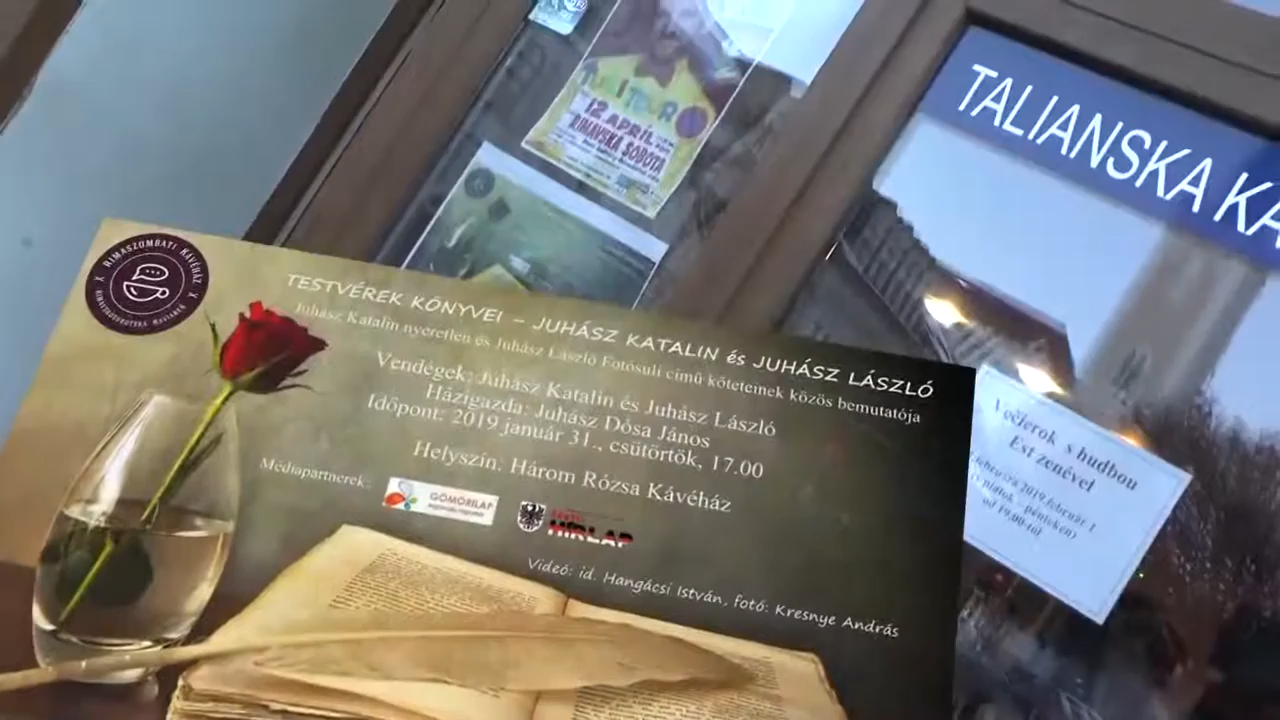 12. APRÍL
RIMAVSKÁ SOBOTA
TALIANSKA KA
RIMASZOMBATI KÁVÉHÁZ
TESTVÉREK KÖNYVEI – JUHÁSZ KATALIN és JUHÁSZ LÁSZLÓ
Juhász Katalin nyeretlen és Juhász László Fotósuli című köteteinek közös bemutatója
Vendégek: Juhász Katalin és Juhász László
Házigazda: Juhász Dósa János
Időpont: 2019 január 31., csütörtök, 17.00
Helyszín: Három Rózsa Kávéház
Médiapartnerek:
GÖMÖRILAP
HÍRLAP
Videó: id. Hangácsi István, fotó: Kresnye András
Večierok s hudbou
Est zenével
február 2019 február 1.
piatok - pénteken)
od 19,00-tól